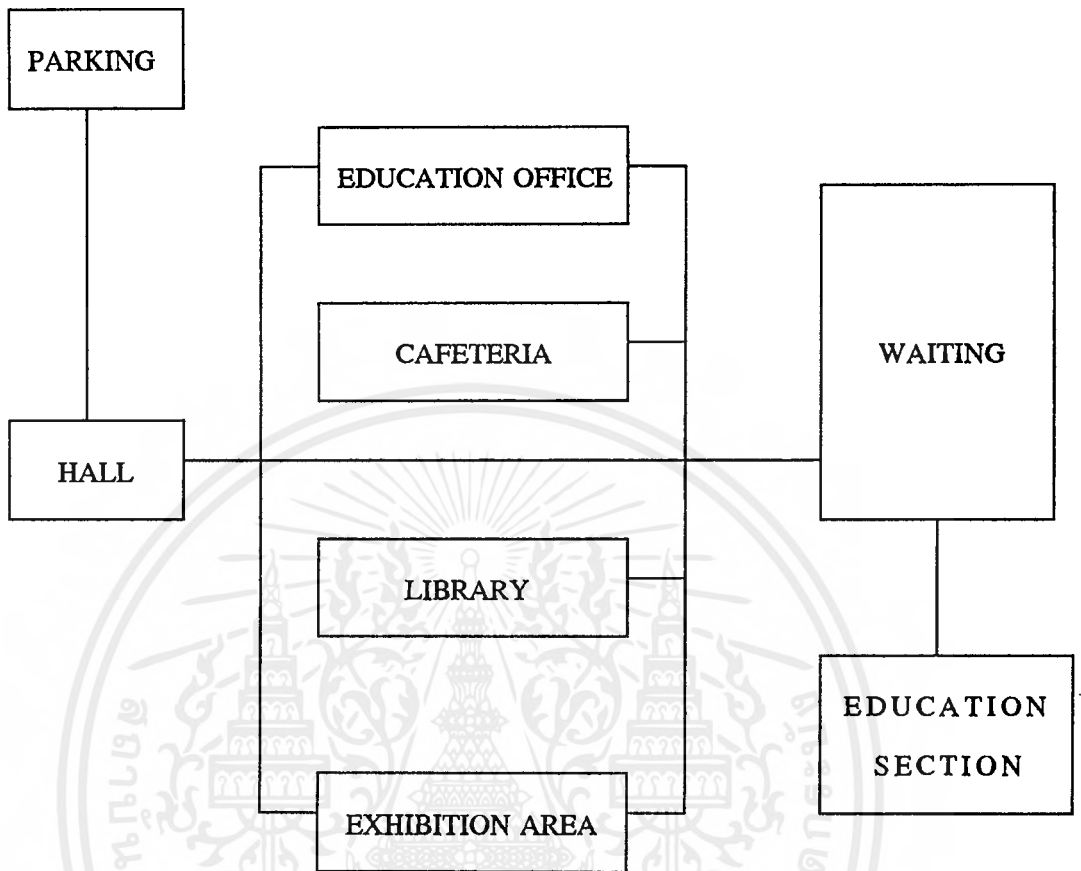 PARKING
EDUCATION OFFICE
CAFETERIA
WAITING
HALL
LIBRARY
EDUCATION
SECTION
EXHIBITION AREA